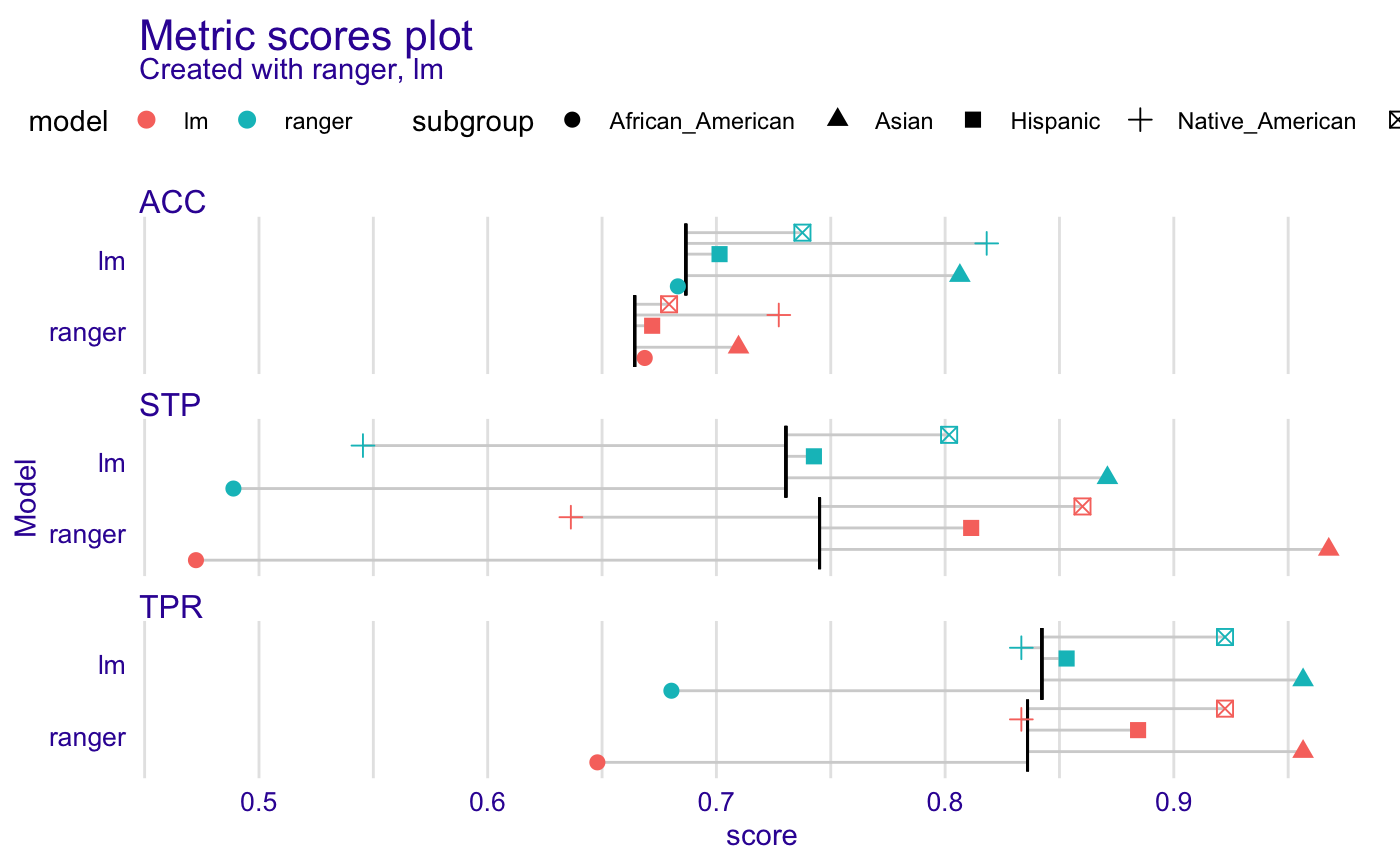 Metric scores plot
Created with ranger, lm
model lm ranger subgroup African_American Asian Hispanic Native_American
ACC
lm
ranger
STP
lm
ranger
TPR
lm
ranger
Model
0.5 0.6 0.7 0.8 0.9
score